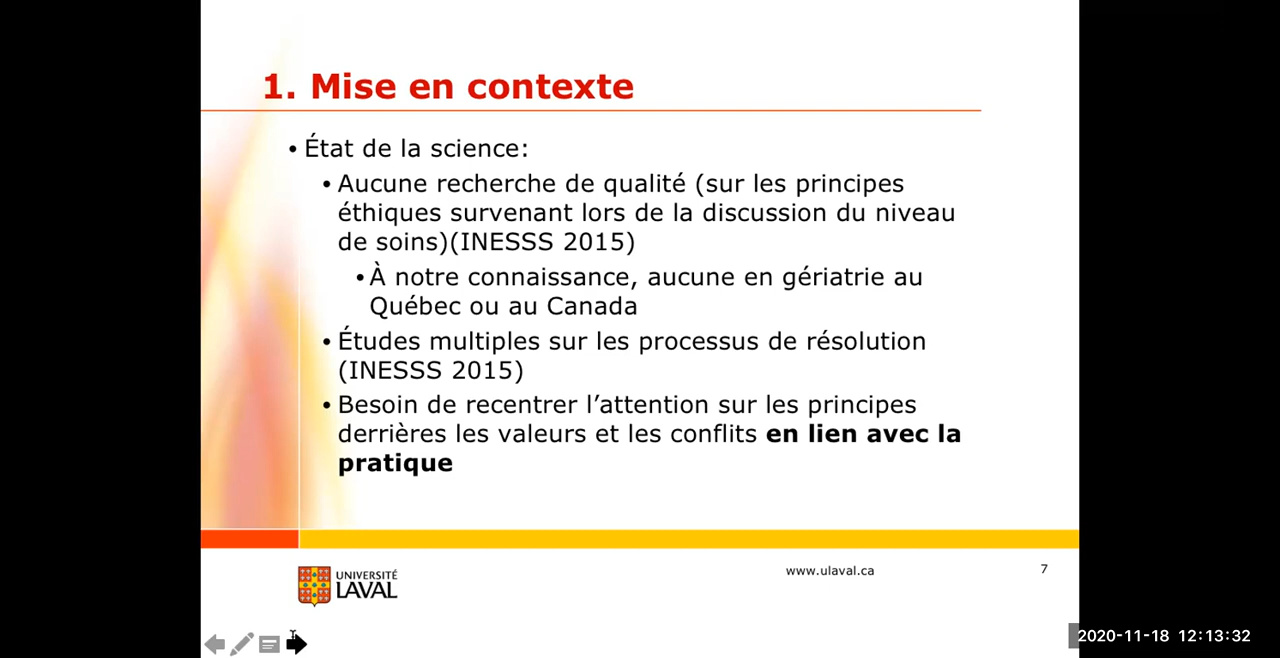 1. Mise en contexte
• État de la science:
• Aucune recherche de qualité (sur les principes
éthiques survenant lors de la discussion du niveau
de soins)(INESSS 2015)
• À notre connaissance, aucune en gériatrie au
Québec ou au Canada
• Études multiples sur les processus de résolution
(INESSS 2015)
• Besoin de recentrer l’attention sur les principes
derrières les valeurs et les conflits en lien avec la
pratique
UNIVERSITÉ
LAVAL
www.ulaval.ca
7
2020-11-18 12:13:32